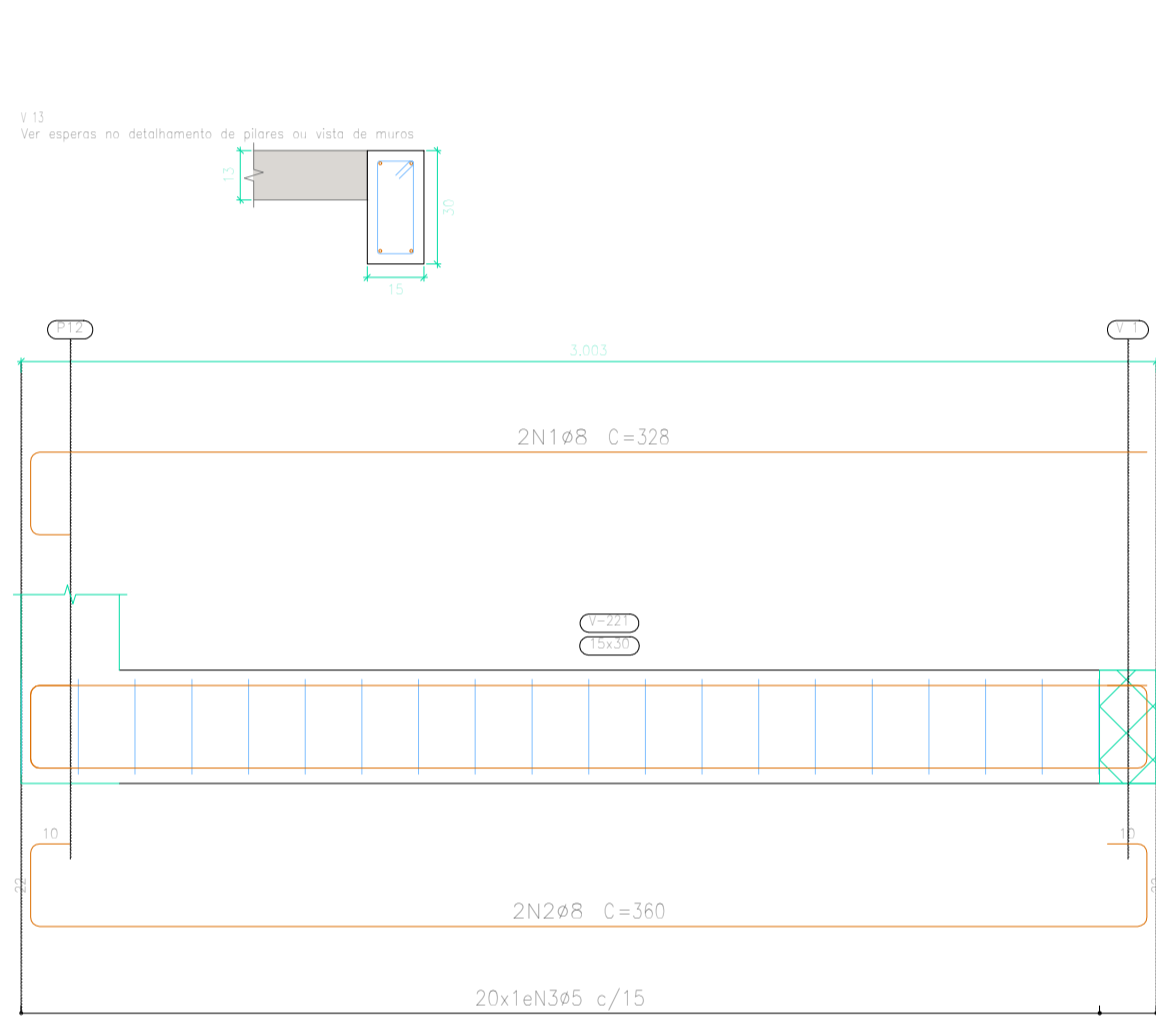 V 13
Ver esperas no detalhamento de pilares ou vista de muros
13
30
15
P12
V 1
3.003
2N1ø8 C=328
V-221
15x30
10
10
22
2N2ø8 C=360
20x1eN3ø5 c/15